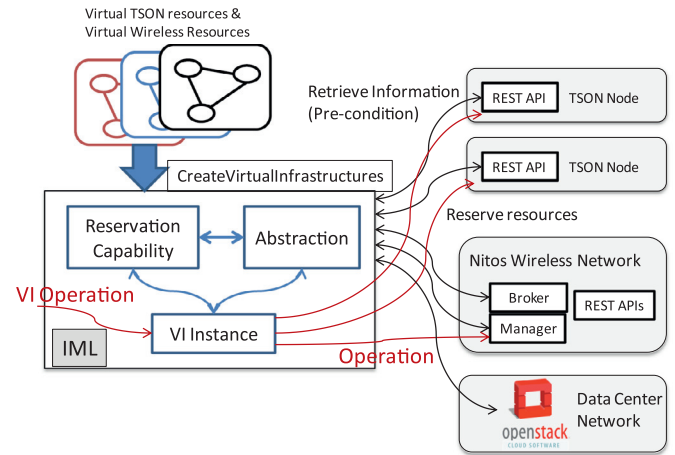 Virtual TSON resources &
Virtual Wireless Resources
Retrieve Information
(Pre-condition)
REST API
TSON Node
REST API
TSON Node
CreateVirtualInfrastructures
Reserve resources
Reservation
Capability
Abstraction
VI Operation
VI Instance
IML
Operation
Nitos Wireless Network
Broker
Manager
REST APIs
openstack
CLOUD SOFTWARE
Data Center
Network